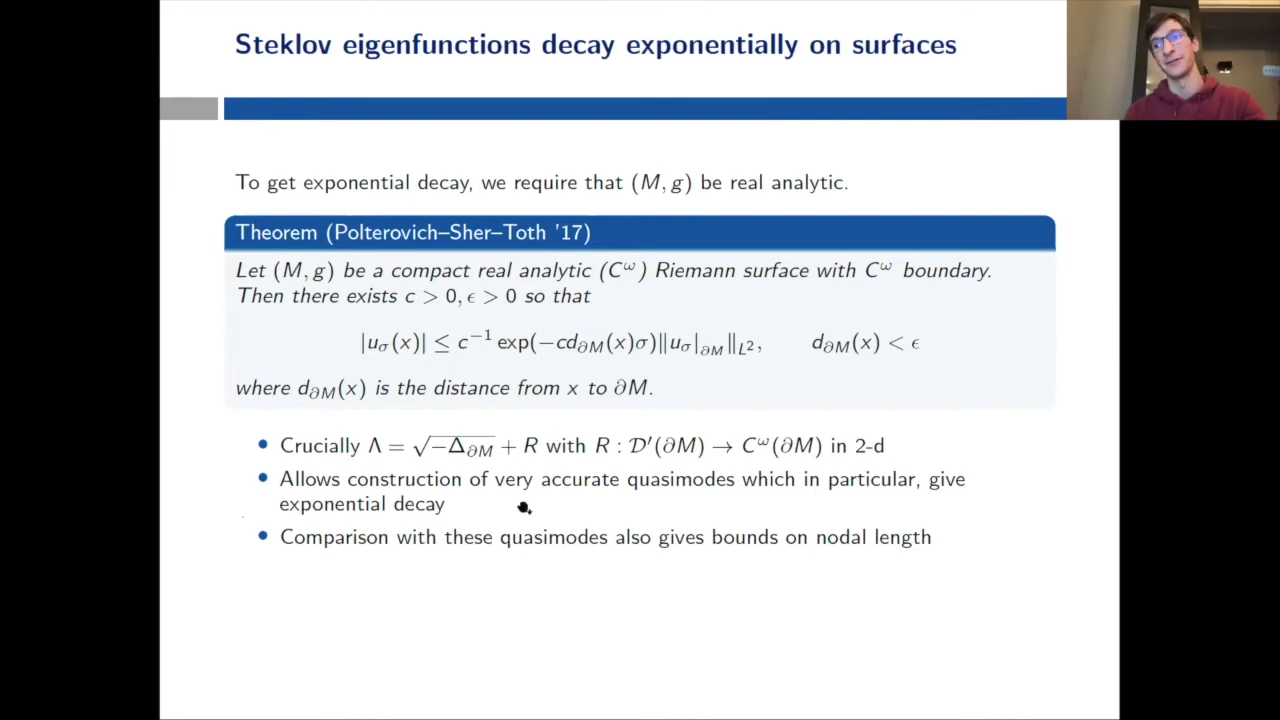 Steklov eigenfunctions decay exponentially on surfaces
To get exponential decay, we require that (M, g) be real analytic.
Theorem (Polterovich–Sher–Toth '17)
Let (M, g) be a compact real analytic (C^ω) Riemann surface with C^ω boundary.
Then there exists c > 0, ϵ > 0 so that
|u_σ(x)| ≤ c^{-1} exp(−cd_{∂M}(x)σ)‖u_σ|_{∂M}‖_{L^2}, d_{∂M}(x) < ϵ
where d_{∂M}(x) is the distance from x to ∂M.
• Crucially Λ = √(−Δ_{∂M}) + R with R : 𝒟′(∂M) → C^ω(∂M) in 2-d
• Allows construction of very accurate quasimodes which in particular, give
exponential decay
• Comparison with these quasimodes also gives bounds on nodal length